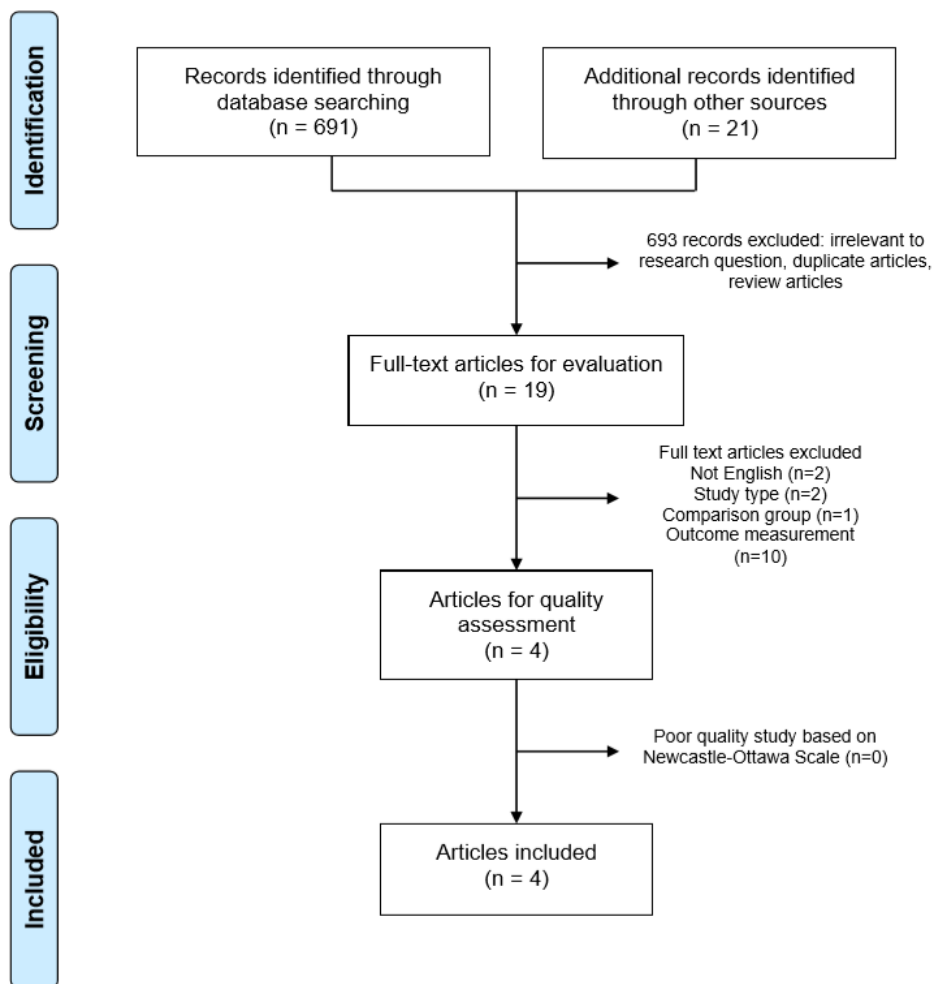 Identification
Records identified through
database searching
(n = 691)
Additional records identified
through other sources
(n = 21)
693 records excluded: irrelevant to
research question, duplicate articles,
review articles
Screening
Full-text articles for evaluation
(n = 19)
Full text articles excluded
Not English (n=2)
Study type (n=2)
Comparison group (n=1)
Outcome measurement
(n=10)
Eligibility
Articles for quality
assessment
(n = 4)
Poor quality study based on
Newcastle-Ottawa Scale (n=0)
Included
Articles included
(n = 4)